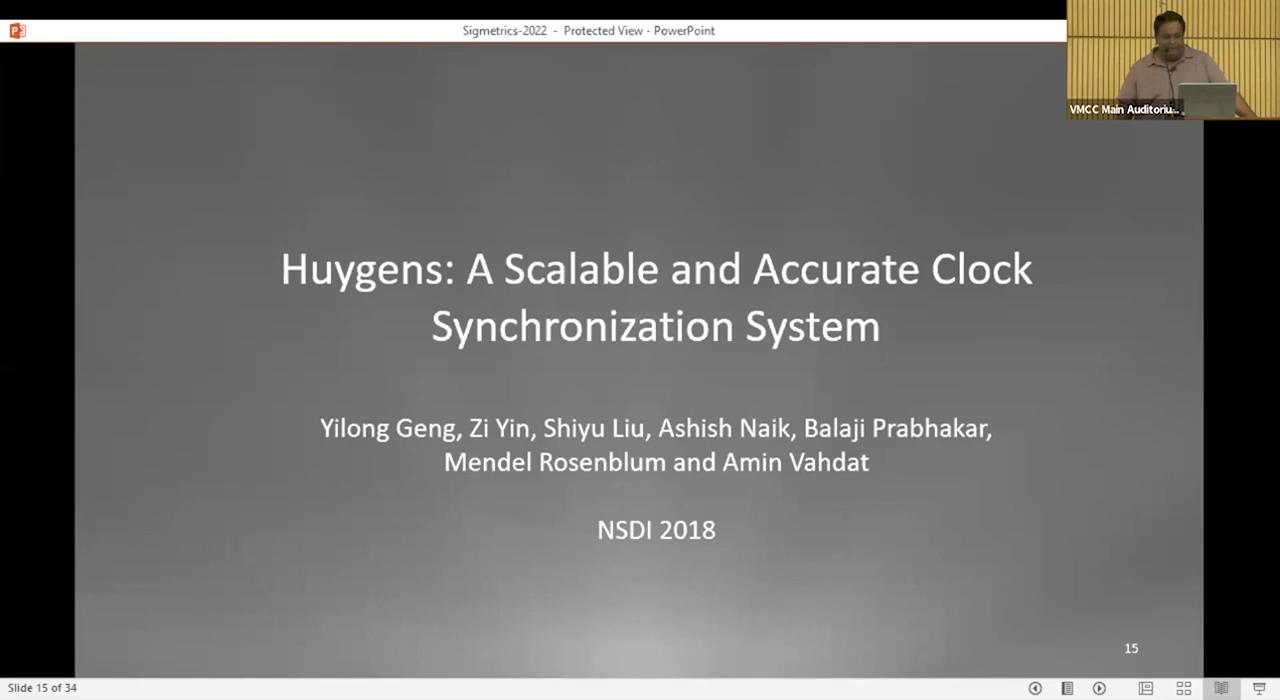 Sigmetrics-2022 - Protected View - PowerPoint
VMCC Main Auditoriu...
Huygens: A Scalable and Accurate Clock
Synchronization System
Yilong Geng, Zi Yin, Shiyu Liu, Ashish Naik, Balaji Prabhakar,
Mendel Rosenblum and Amin Vahdat
NSDI 2018
15
Slide 15 of 34